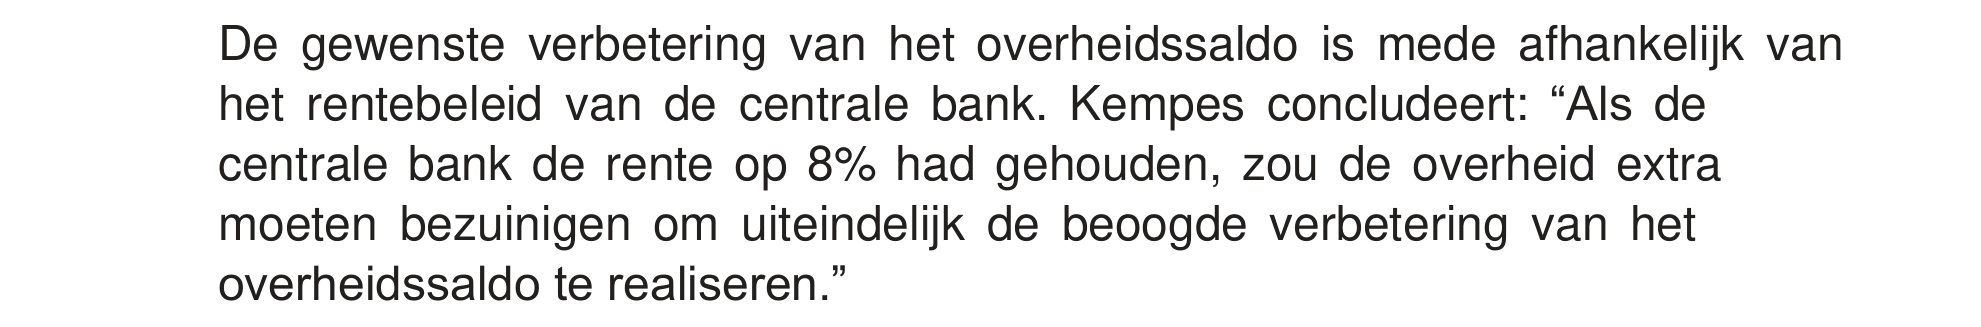 De gewenste verbetering van het overheidssaldo is mede afhankelijk van
het rentebeleid van de centrale bank. Kempes concludeert: “Als de
centrale bank de rente op 8% had gehouden, zou de overheid extra
moeten bezuinigen om uiteindelijk de beoogde verbetering van het
overheidssaldo te realiseren.”